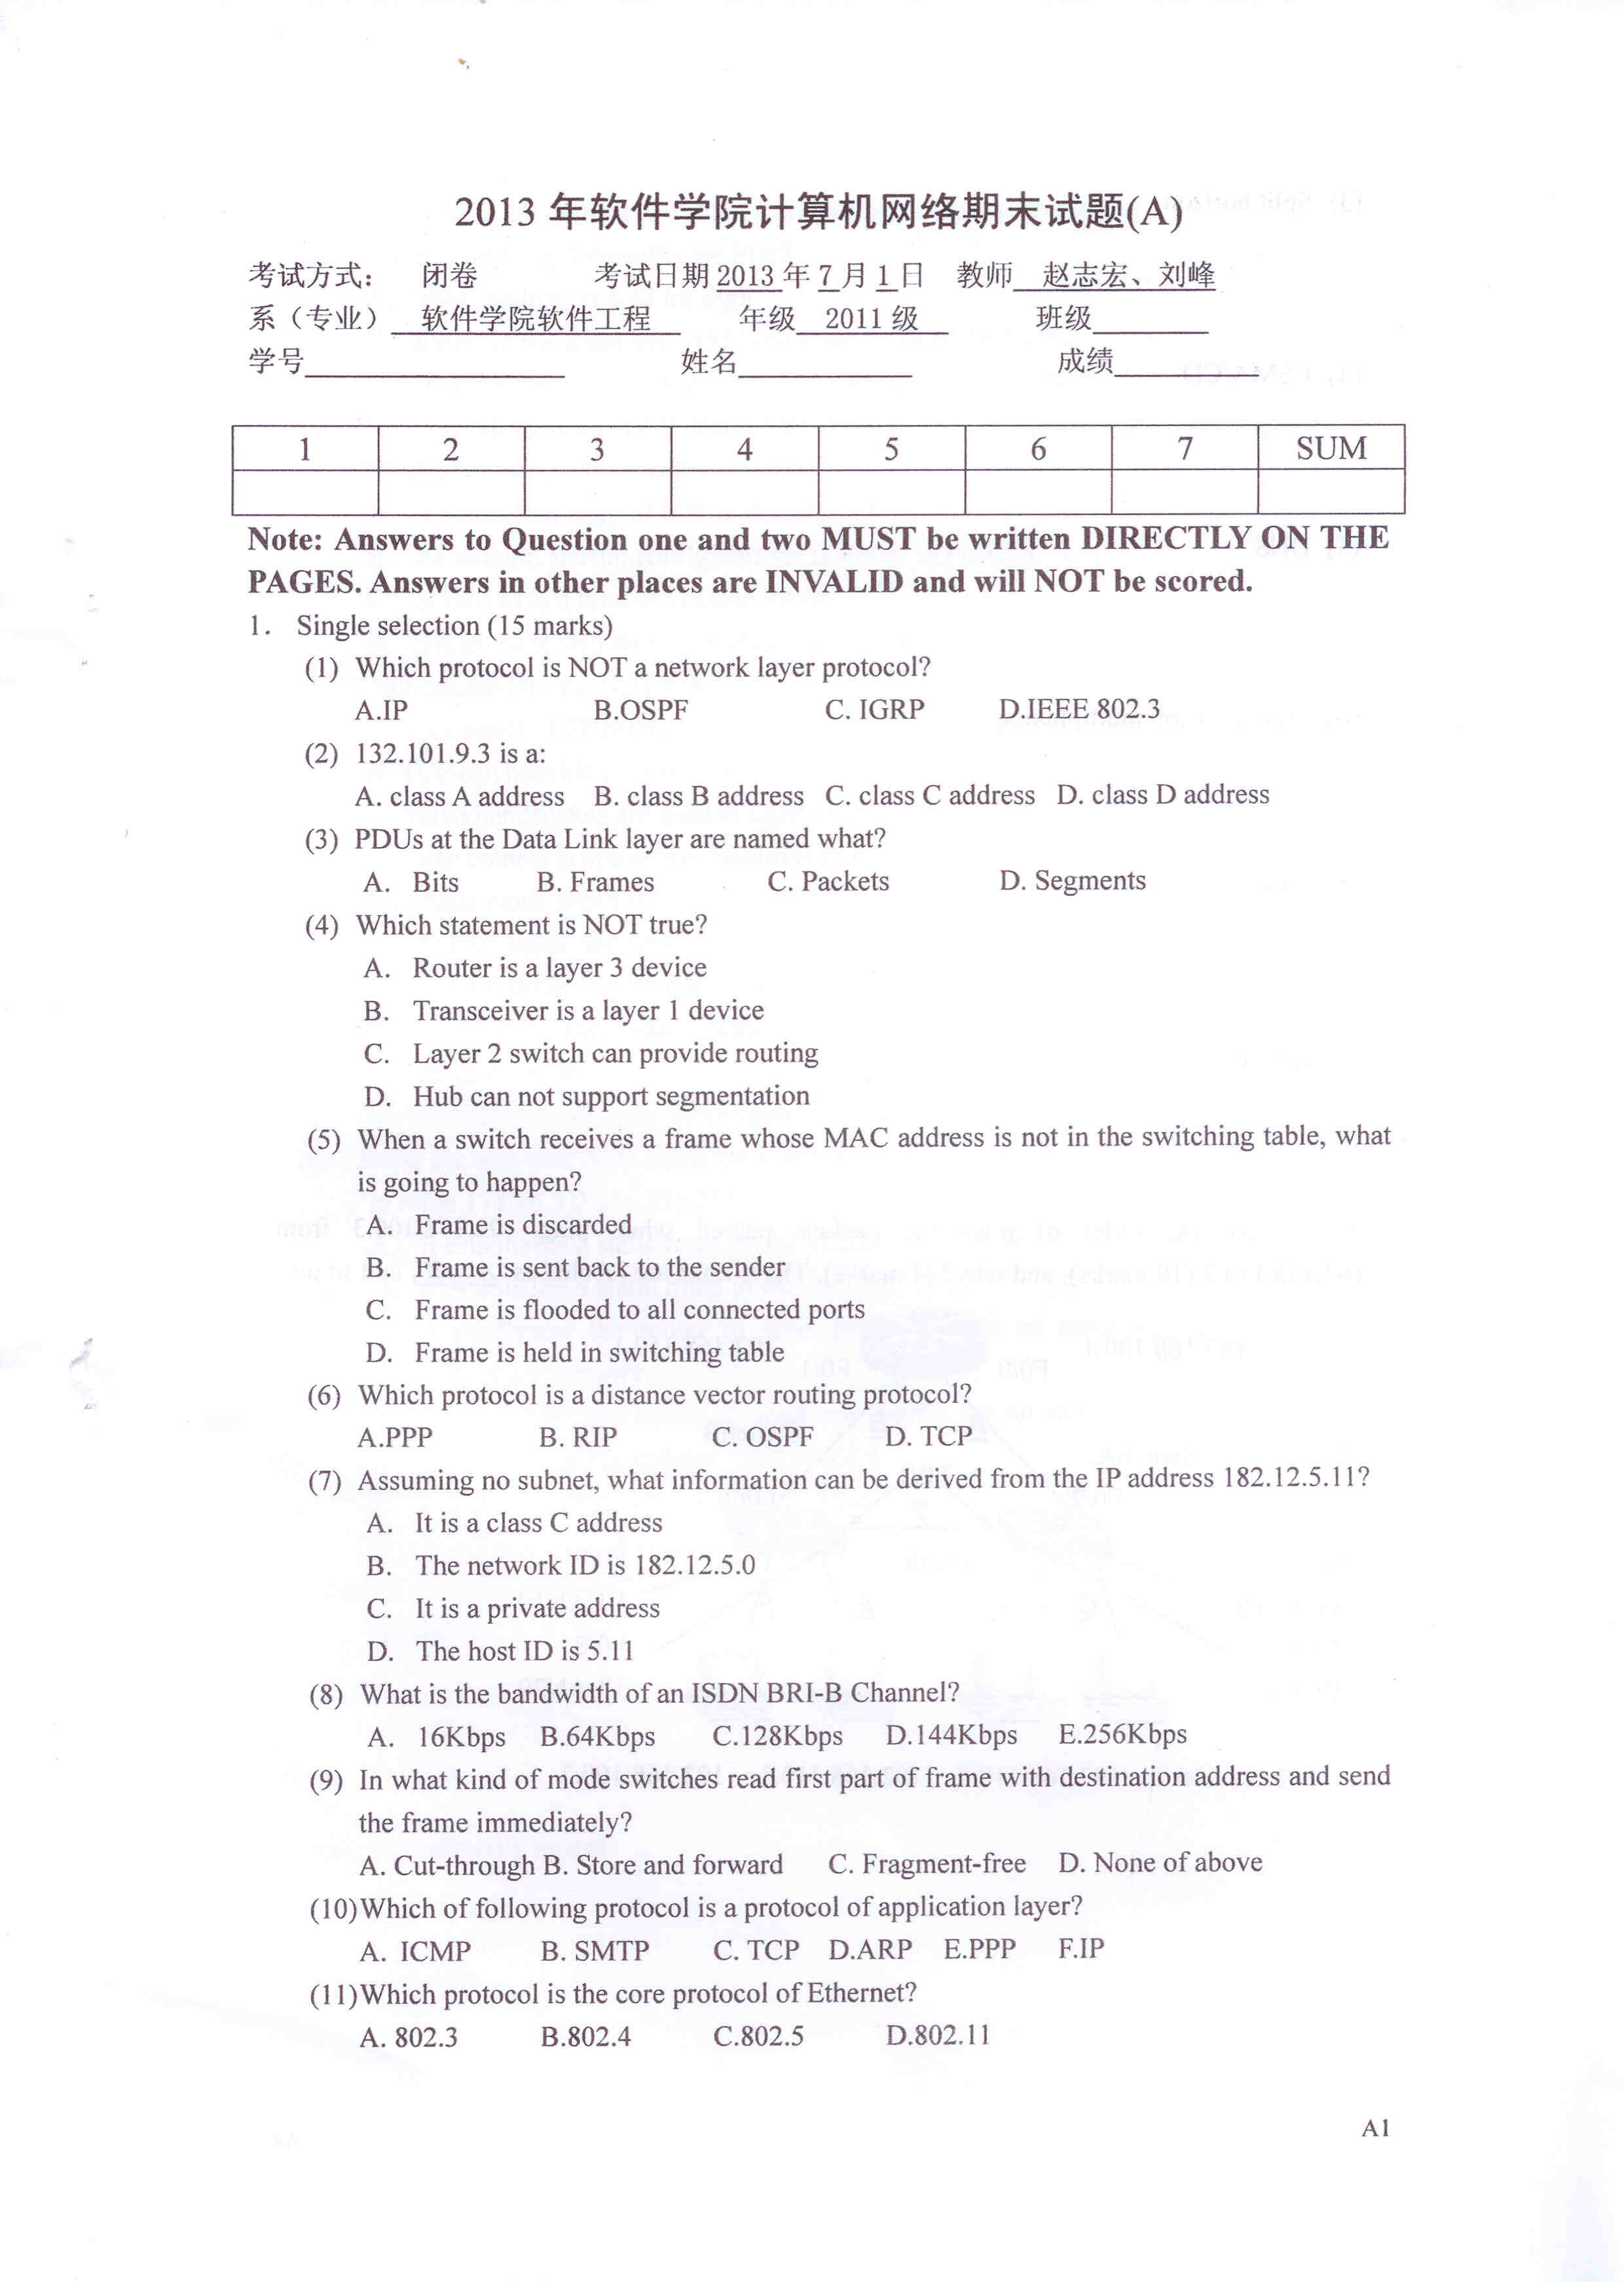 2013 年软件学院计算机网络期末试题(A)
考试方式： 闭卷 考试日期 2013 年 7 月 1 日 教师 赵志宏、刘峰
系（专业） 软件学院软件工程 年级 2011 级 班级________
学号________ 姓名________ 成绩________
1 2 3 4 5 6 7 SUM
Note: Answers to Question one and two MUST be written DIRECTLY ON THE
PAGES. Answers in other places are INVALID and will NOT be scored.
1. Single selection (15 marks)
(1) Which protocol is NOT a network layer protocol?
A.IP B.OSPF C. IGRP D.IEEE 802.3
(2) 132.101.9.3 is a:
A. class A address B. class B address C. class C address D. class D address
(3) PDUs at the Data Link layer are named what?
A. Bits B. Frames C. Packets D. Segments
(4) Which statement is NOT true?
A. Router is a layer 3 device
B. Transceiver is a layer 1 device
C. Layer 2 switch can provide routing
D. Hub can not support segmentation
(5) When a switch receives a frame whose MAC address is not in the switching table, what
is going to happen?
A. Frame is discarded
B. Frame is sent back to the sender
C. Frame is flooded to all connected ports
D. Frame is held in switching table
(6) Which protocol is a distance vector routing protocol?
A.PPP B. RIP C. OSPF D. TCP
(7) Assuming no subnet, what information can be derived from the IP address 182.12.5.11?
A. It is a class C address
B. The network ID is 182.12.5.0
C. It is a private address
D. The host ID is 5.11
(8) What is the bandwidth of an ISDN BRI-B Channel?
A. 16Kbps B.64Kbps C.128Kbps D.144Kbps E.256Kbps
(9) In what kind of mode switches read first part of frame with destination address and send
the frame immediately?
A. Cut-through B. Store and forward C. Fragment-free D. None of above
(10)Which of following protocol is a protocol of application layer?
A. ICMP B. SMTP C. TCP D.ARP E.PPP F.IP
(11)Which protocol is the core protocol of Ethernet?
A. 802.3 B.802.4 C.802.5 D.802.11
A1